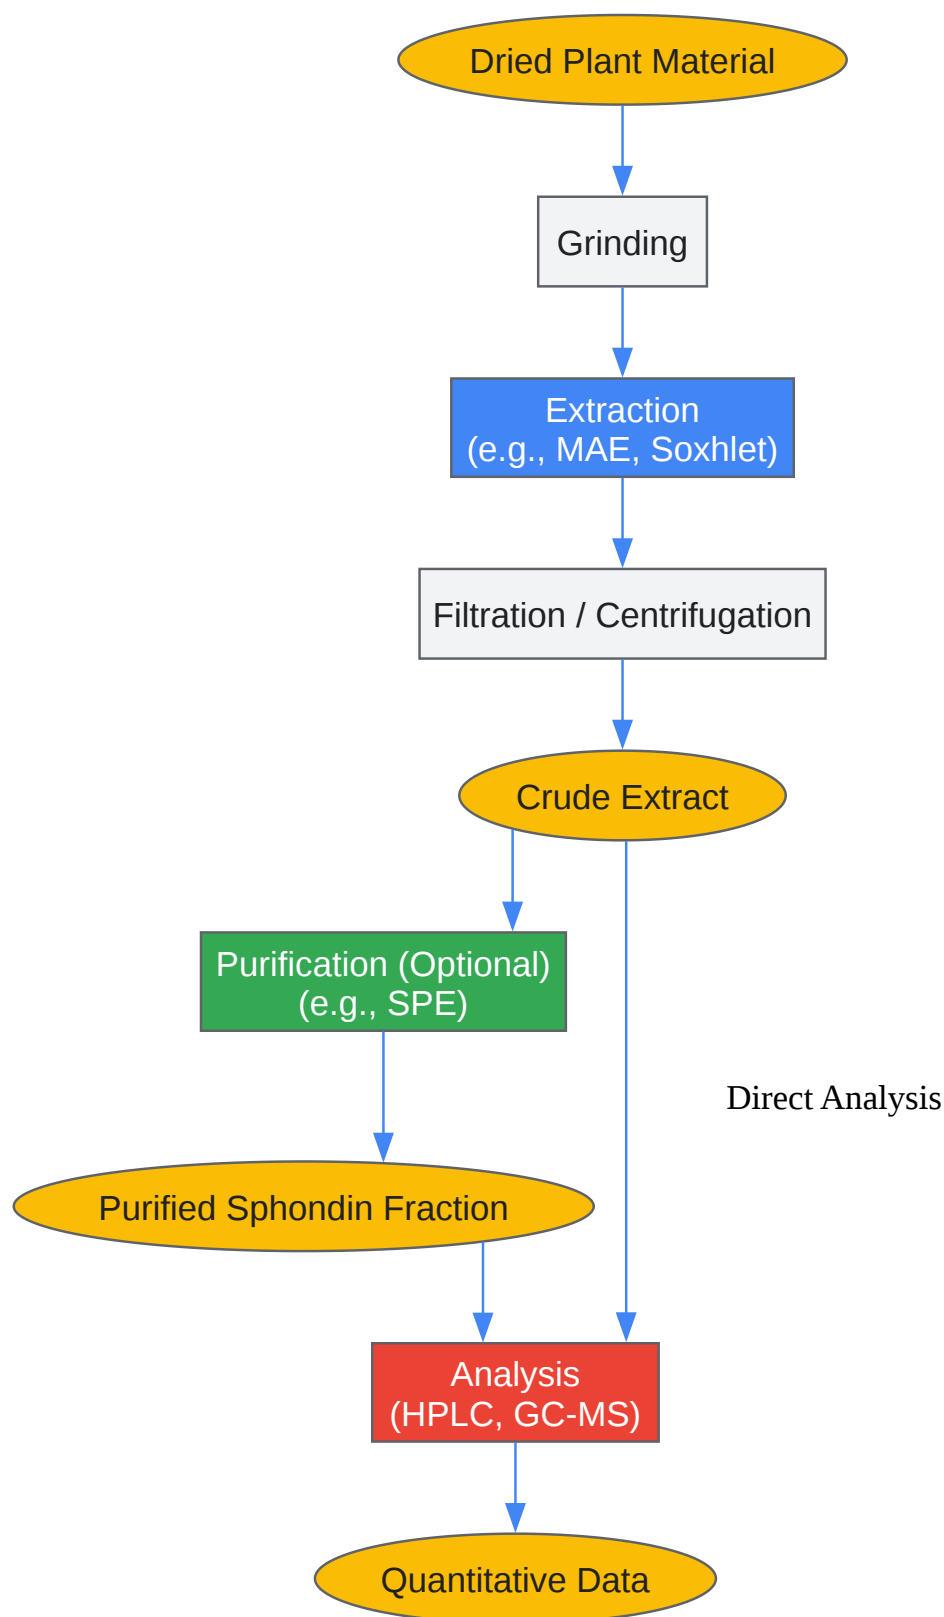 Dried Plant Material
Grinding
Extraction
(e.g., MAE, Soxhlet)
Filtration / Centrifugation
Crude Extract
Purification (Optional)
(e.g., SPE)
Direct Analysis
Purified Sphondin Fraction
Analysis
(HPLC, GC-MS)
Quantitative Data